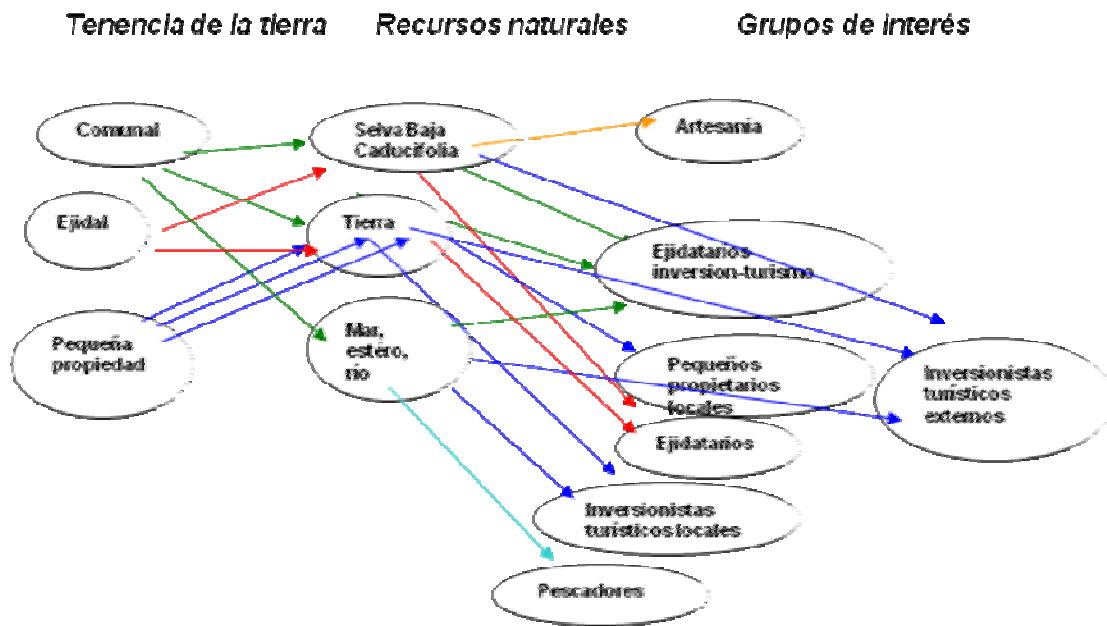 Tenencia de la tierra
Recursos naturales
Grupos de interés
Comunal
Selva Baja
Caducifolia
Artesanía
Ejidal
Tierra
Ejidatarios
inversion-turismo
Pequeña
propiedad
Mar,
estero,
río
Pequeños
propietarios
locales
Inversionistas
turísticos
externos
Ejidatarios
Inversionistas
turísticos locales
Pescadores